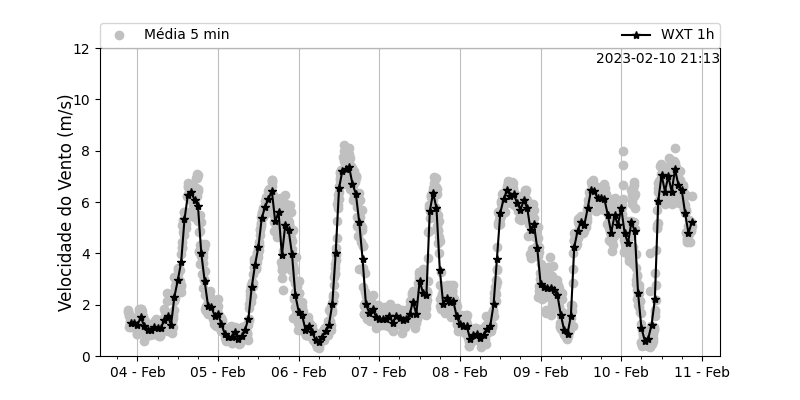 Média 5 min
WXT 1h
2023-02-10 21:13
Velocidade do Vento (m/s)
12
10
8
6
4
2
0
04 - Feb
05 - Feb
06 - Feb
07 - Feb
08 - Feb
09 - Feb
10 - Feb
11 - Feb